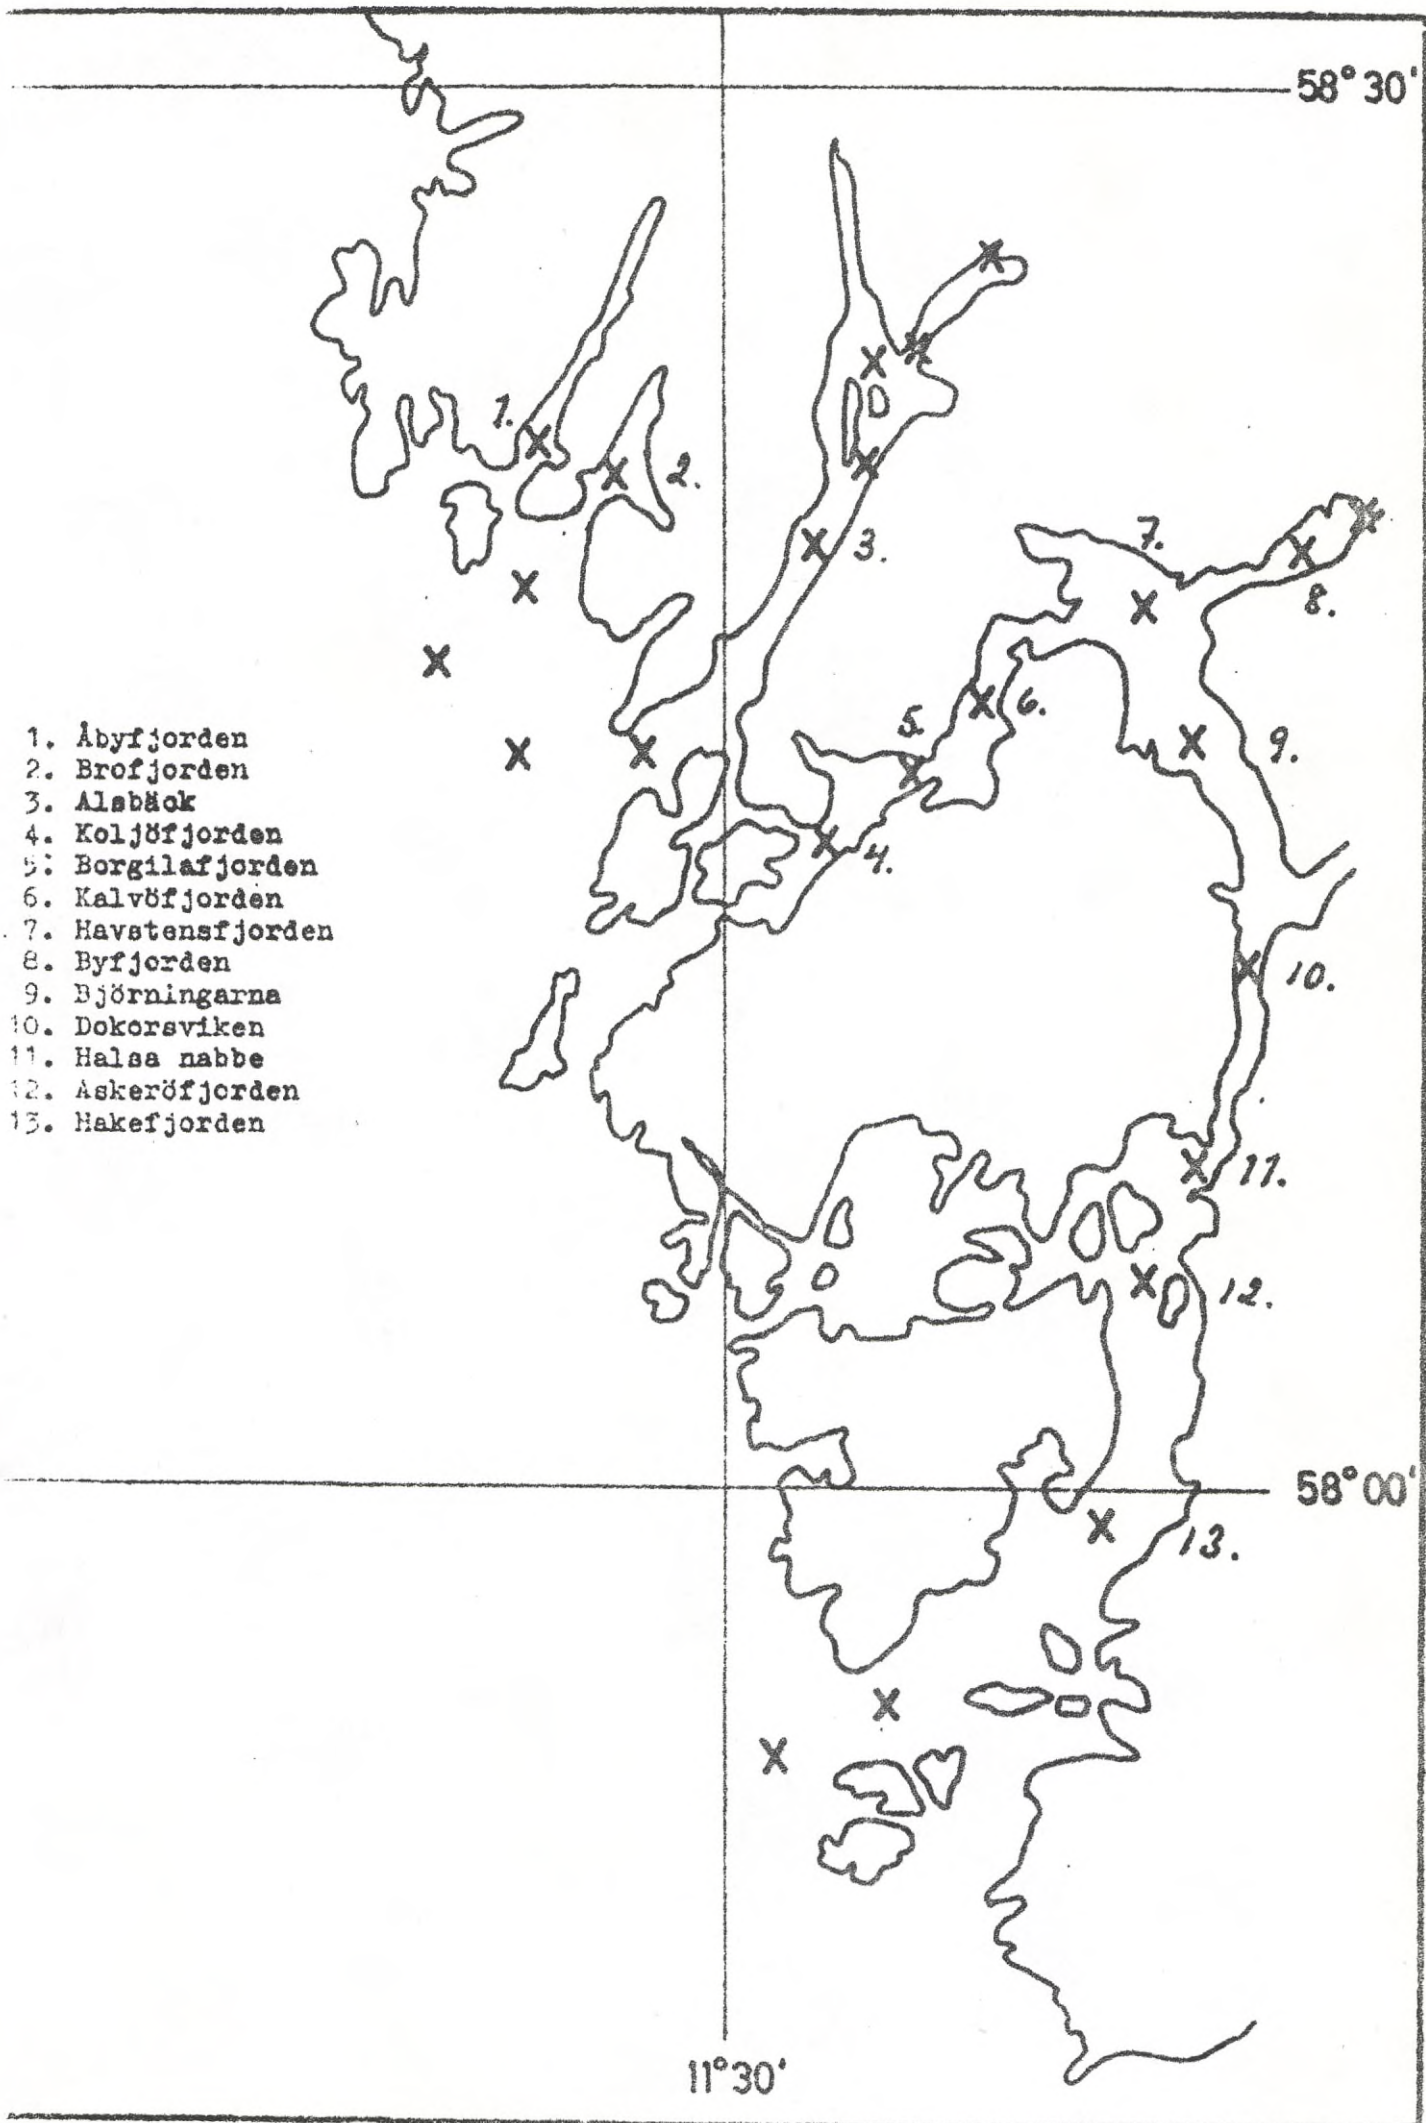 58°30'
1.
2.
3.
7.
8.
6.
5.
9.
4.
1. Åbyfjorden
2. Brofjorden
3. Alsbäck
4. Koljöfjorden
5. Borgilafjorden
6. Kalvöfjorden
7. Havstensfjorden
8. Byfjorden
9. Björningarna
10. Dokorsviken
11. Halsa nabbe
12. Askeröfjorden
13. Hakefjorden
10.
11.
12.
58°00'
13.
11°30'